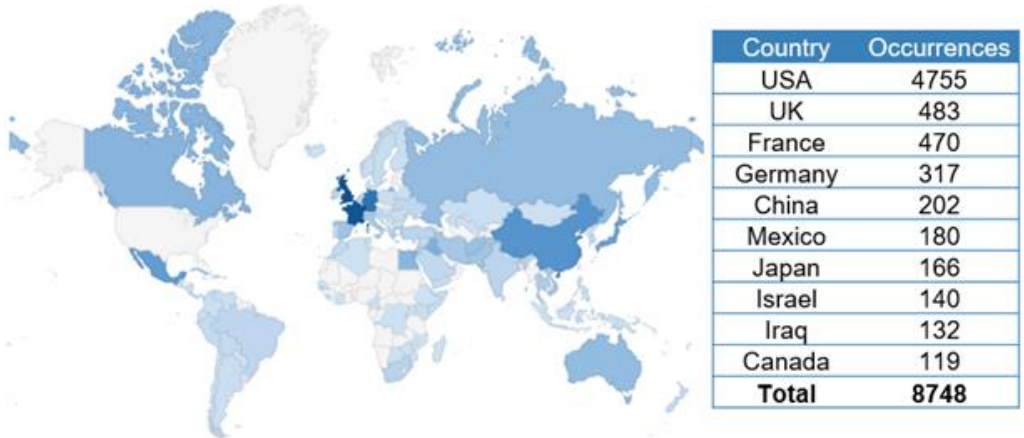 Country Occurrences
USA 4755
UK 483
France 470
Germany 317
China 202
Mexico 180
Japan 166
Israel 140
Iraq 132
Canada 119
Total 8748